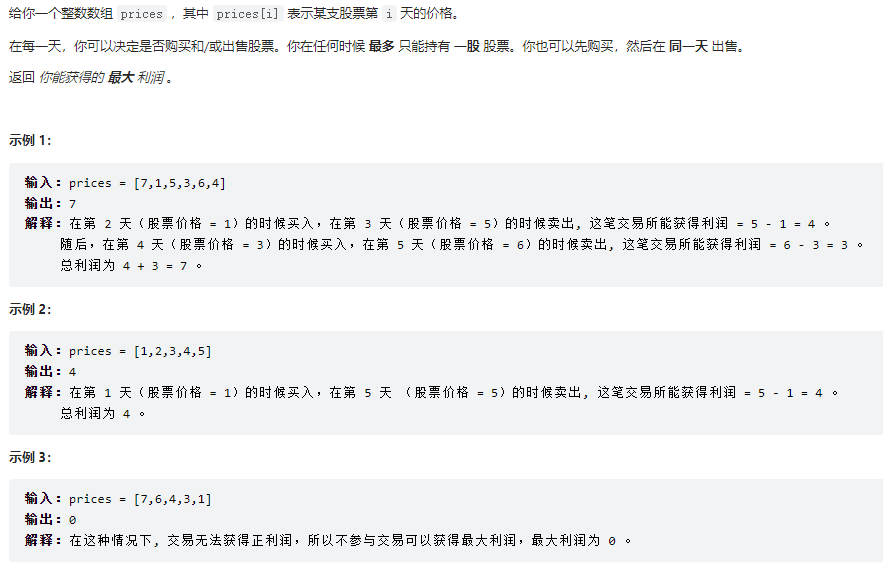 给你一个整数数组 prices ，其中 prices[i] 表示某支股票第 i 天的价格。
在每一天，你可以决定是否购买和/或出售股票。你在任何时候 最多 只能持有 一股 股票。你也可以先购买，然后在 同一天 出售。
返回 你能获得的 最大 利润 。
示例 1：
输入：prices = [7,1,5,3,6,4]
输出：7
解释：在第 2 天（股票价格 = 1）的时候买入，在第 3 天（股票价格 = 5）的时候卖出, 这笔交易所能获得利润 = 5 - 1 = 4 。
随后，在第 4 天（股票价格 = 3）的时候买入，在第 5 天（股票价格 = 6）的时候卖出, 这笔交易所能获得利润 = 6 - 3 = 3 。
总利润为 4 + 3 = 7 。
示例 2：
输入：prices = [1,2,3,4,5]
输出：4
解释：在第 1 天（股票价格 = 1）的时候买入，在第 5 天 （股票价格 = 5）的时候卖出, 这笔交易所能获得利润 = 5 - 1 = 4 。
总利润为 4 。
示例 3：
输入：prices = [7,6,4,3,1]
输出：0
解释：在这种情况下, 交易无法获得正利润，所以不参与交易可以获得最大利润，最大利润为 0 。